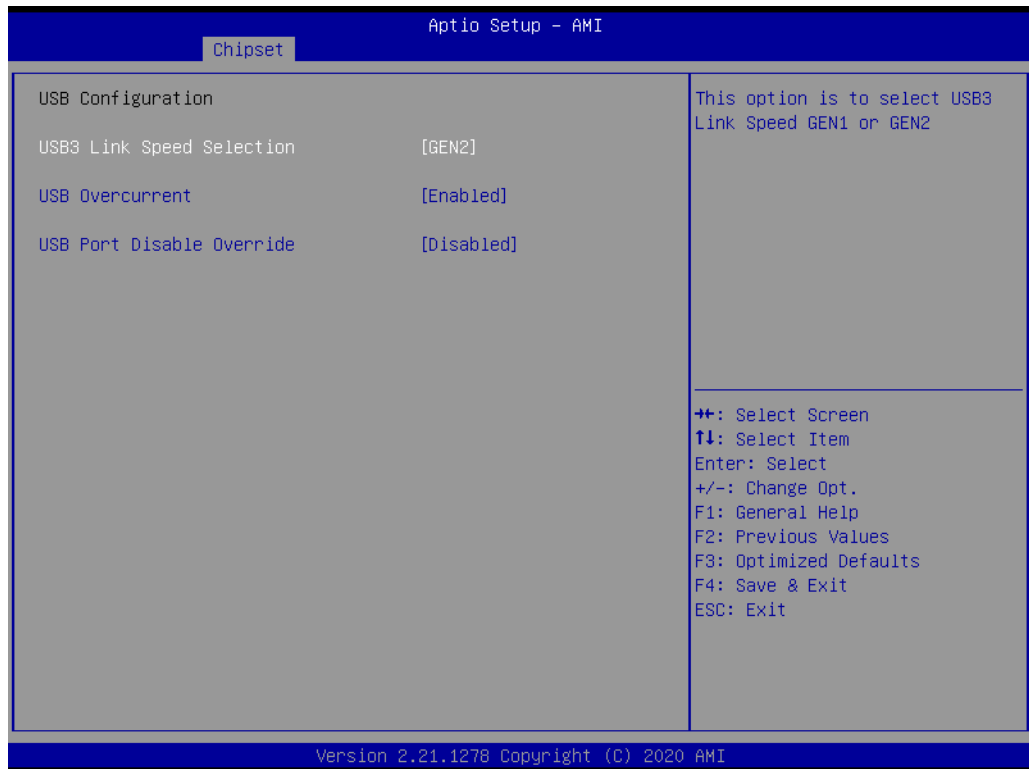 Aptio Setup – AMI
Chipset
USB Configuration
USB3 Link Speed Selection [GEN2]
USB Overcurrent [Enabled]
USB Port Disable Override [Disabled]
This option is to select USB3
Link Speed GEN1 or GEN2
→←: Select Screen
↑↓: Select Item
Enter: Select
+/-: Change Opt.
F1: General Help
F2: Previous Values
F3: Optimized Defaults
F4: Save & Exit
ESC: Exit
Version 2.21.1278 Copyright (C) 2020 AMI